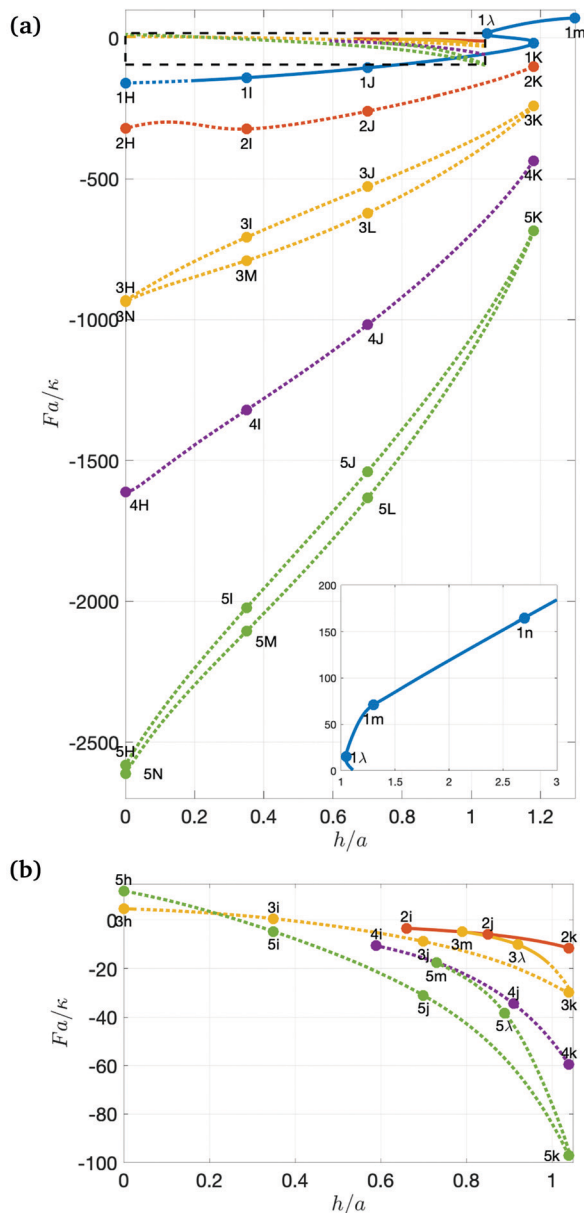 (a)
1λ
1m
0
1K
1H
1I
1J
2K
2H
2I
2J
3K
3J
4K
-500
3I
3L
5K
3M
3H
3N
-1000
4J
Fa/κ
4I
-1500
5J
4H
5L
-2000
5I
5M
200
150
1n
100
1m
50
1λ
0
1 1.5 2 2.5 3
-2500
5H
5N
0 0.2 0.4 0.6 0.8 1 1.2
h/a
(b)
5h
3h
3i
5i
2i
2j
2k
4i
3j
3m
3λ
0
-20
5m
3k
5j
4j
5λ
-40
Fa/κ
4k
-60
-80
5k
-100
0 0.2 0.4 0.6 0.8 1
h/a